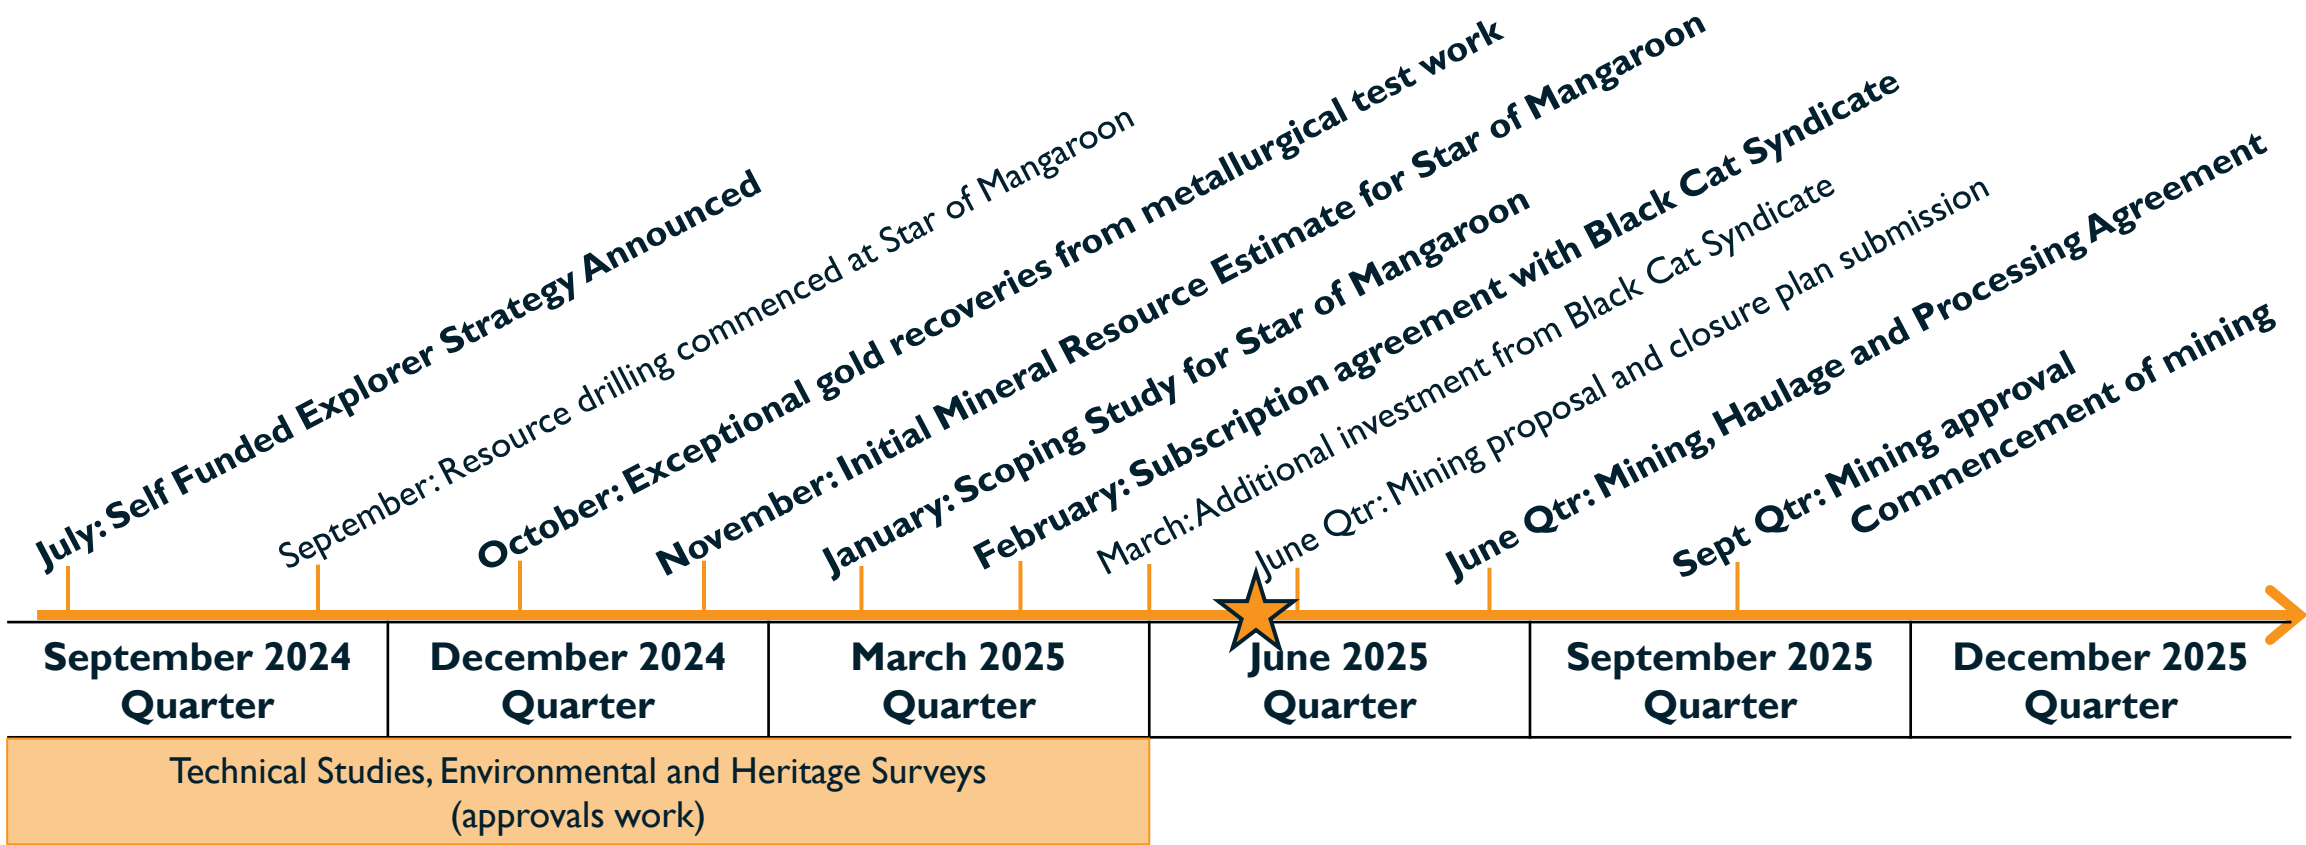 July: Self Funded Explorer Strategy Announced
September: Resource drilling commenced at Star of Mangaroon
October: Exceptional gold recoveries from metallurgical test work
November: Initial Mineral Resource Estimate for Star of Mangaroon
January: Scoping Study for Star of Mangaroon
February: Subscription agreement with Black Cat Syndicate
March: Additional investment from Black Cat Syndicate
June Qtr: Mining proposal and closure plan submission
June Qtr: Mining, Haulage and Processing Agreement
Sept Qtr: Mining approval
Commencement of mining
September 2024
Quarter
December 2024
Quarter
March 2025
Quarter
June 2025
Quarter
September 2025
Quarter
December 2025
Quarter
Technical Studies, Environmental and Heritage Surveys
(approvals work)